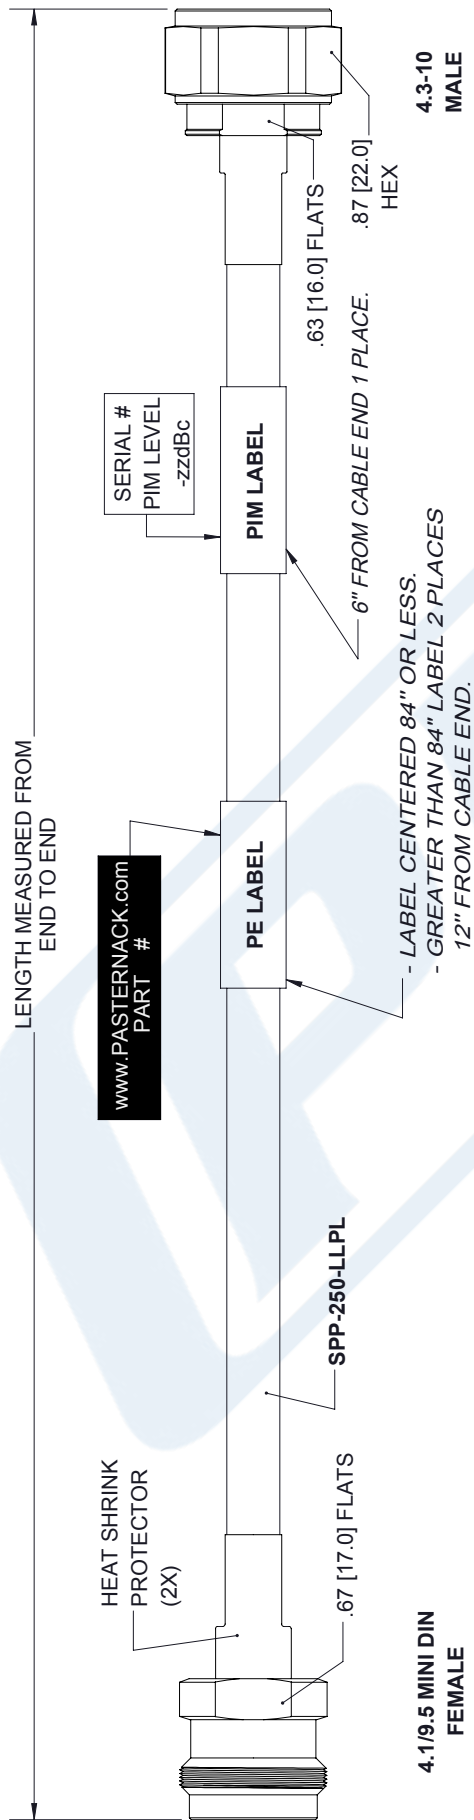 LENGTH MEASURED FROM
END TO END
HEAT SHRINK
PROTECTOR
(2X)
www.PASTERNACK.com
PART #
SERIAL #
PIM LEVEL
-zzdBc
PE LABEL
PIM LABEL
.67 [17.0] FLATS
SPP-250-LLPL
- LABEL CENTERED 84" OR LESS.
- GREATER THAN 84" LABEL 2 PLACES
12" FROM CABLE END.
6" FROM CABLE END 1 PLACE.
.63 [16.0] FLATS
.87 [22.0]
HEX
4.1/9.5 MINI DIN
FEMALE
4.3-10
MALE